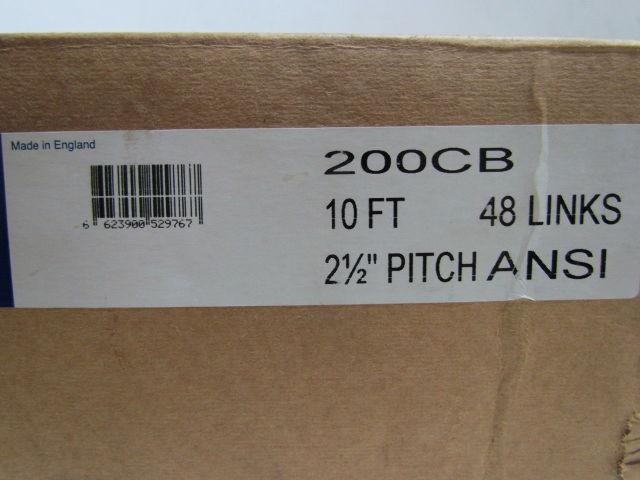 Made in England
6 623900 529767
200CB
10 FT 48 LINKS
2½" PITCH ANSI